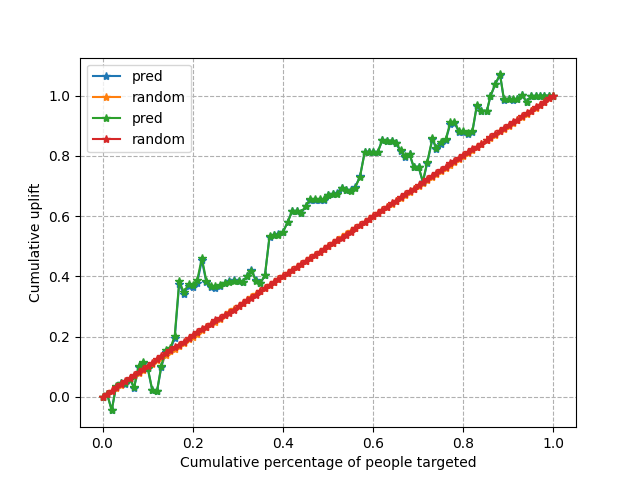 pred
random
pred
random
1.0
0.8
0.6
0.4
0.2
0.0
Cumulative uplift
0.0 0.2 0.4 0.6 0.8 1.0
Cumulative percentage of people targeted